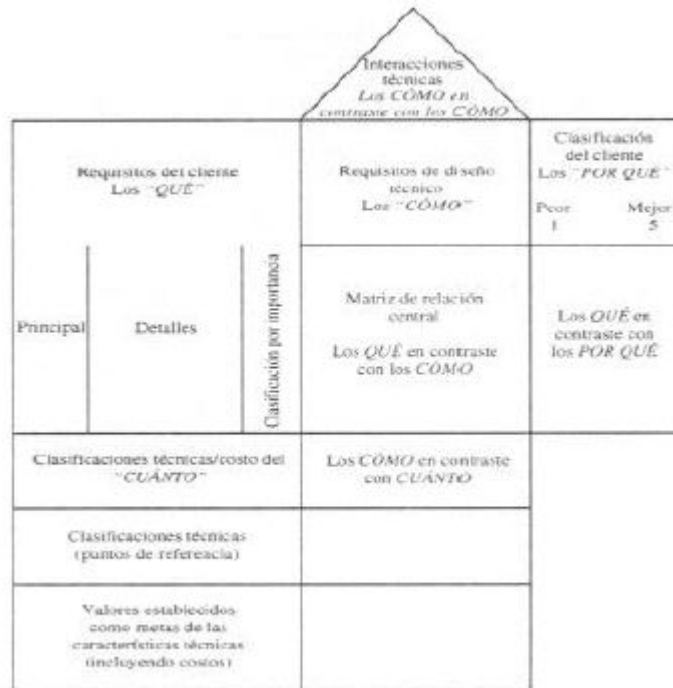 Interacciones
técnicas
Los CÓMO en
contraste con los CÓMO
Requisitos del cliente
Los "QUÉ"
Requisitos de diseño
técnico
Los "CÓMO"
Clasificación
del cliente
Los "POR QUÉ"
Peor Mejor
1 5
Principal
Detalles
Clasificación por importancia
Matriz de relación
central
Los QUÉ en contraste
con los CÓMO
Los QUÉ en
contraste con
los POR QUÉ
Clasificaciones técnicas/costo del
"CUÁNTO"
Los CÓMO en contraste
con CUÁNTO
Clasificaciones técnicas
(puntos de referencia)
Valores establecidos
como metas de las
características técnicas
(incluyendo costos)